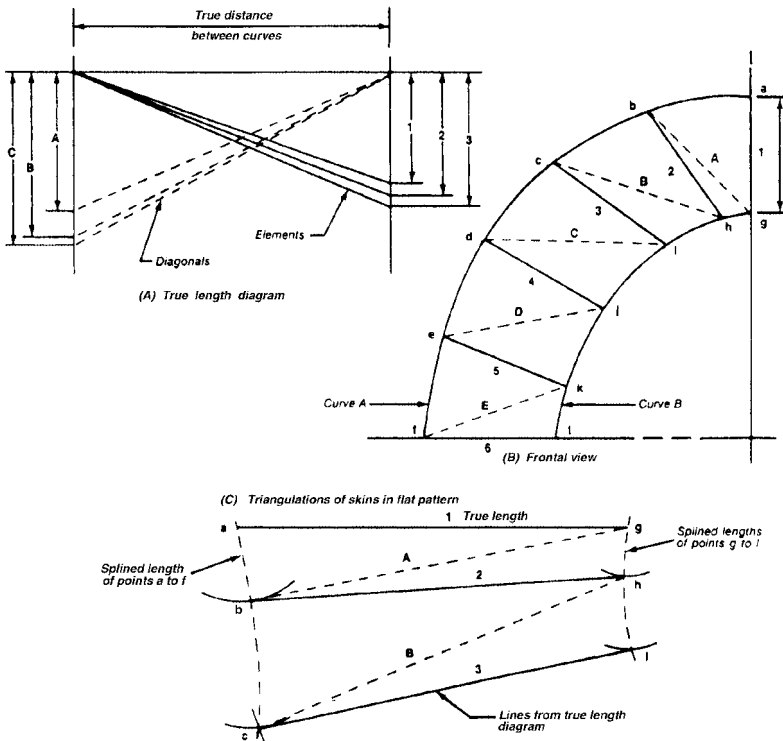 True distance
between curves
A
B
C
1
2
3
Elements
Diagonals
(A) True length diagram
a
b
c
d
e
f
g
h
i
j
k
l
1
2
3
4
5
6
A
B
C
D
E
Curve A
Curve B
(B) Frontal view
(C) Triangulations of skins in flat pattern
1 True length
a
g
Splined length
of points a to f
Splined lengths
of points g to l
A
2
b
h
B
3
i
c
Lines from true length
diagram